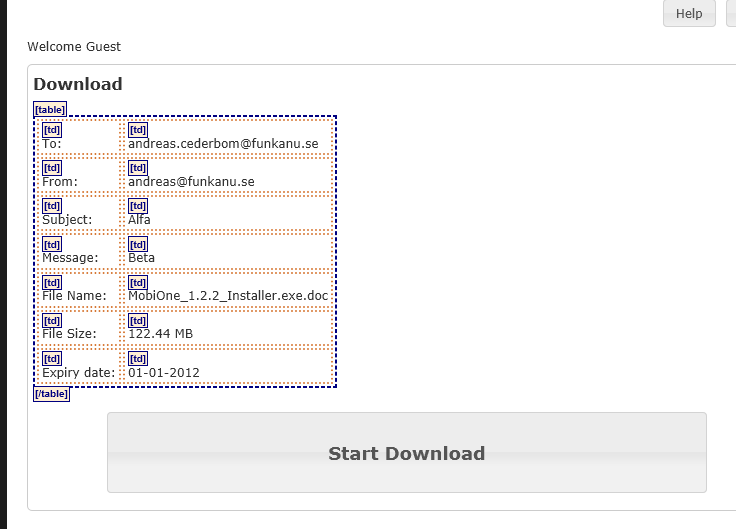 Help
Welcome Guest
Download
[table]
[td] [td]
To: andreas.cederbom@funkanu.se
[td] [td]
From: andreas@funkanu.se
[td] [td]
Subject: Alfa
[td] [td]
Message: Beta
[td] [td]
File Name: MobiOne_1.2.2_Installer.exe.doc
[td] [td]
File Size: 122.44 MB
[td] [td]
Expiry date: 01-01-2012
[/table]
Start Download